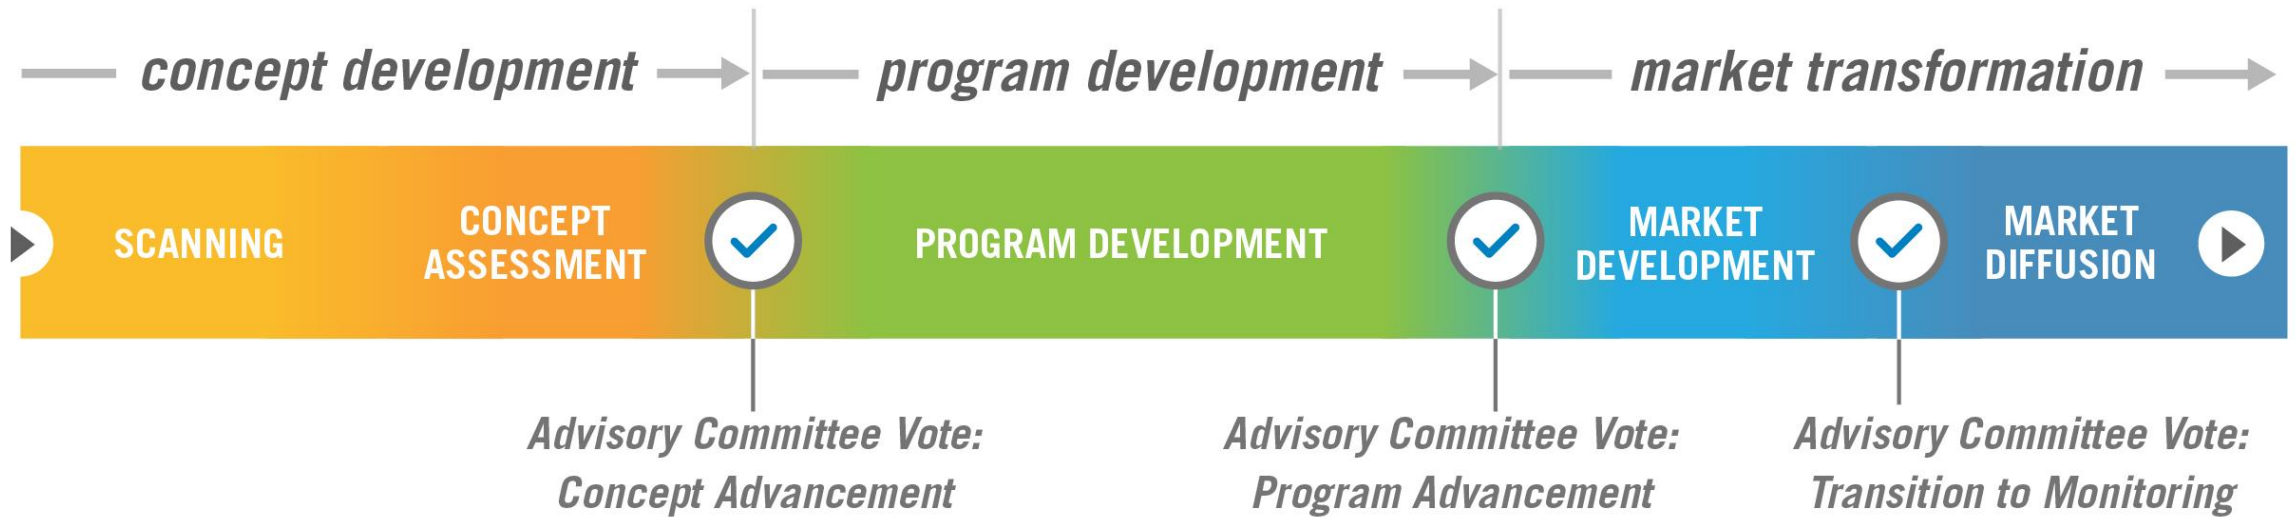 concept development
program development
market transformation
SCANNING
CONCEPT
ASSESSMENT
PROGRAM DEVELOPMENT
MARKET
DEVELOPMENT
MARKET
DIFFUSION
Advisory Committee Vote:
Concept Advancement
Advisory Committee Vote:
Program Advancement
Advisory Committee Vote:
Transition to Monitoring